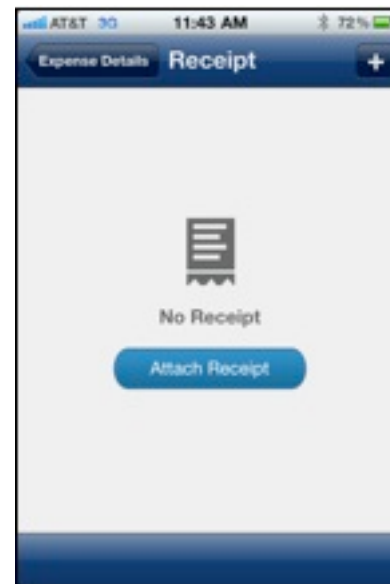 AT&T 3G 11:43 AM 72%
Expense Details Receipt +
No Receipt
Attach Receipt